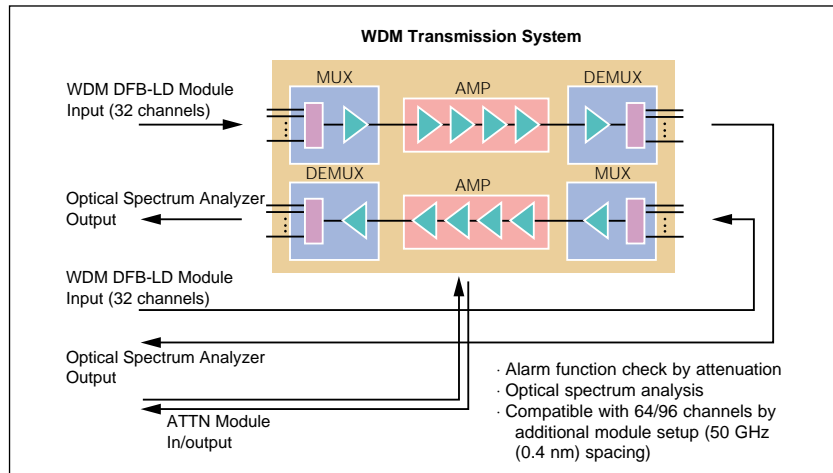 WDM Transmission System
WDM DFB-LD Module
Input (32 channels)
MUX
AMP
DEMUX
Optical Spectrum Analyzer
Output
DEMUX
AMP
MUX
WDM DFB-LD Module
Input (32 channels)
Optical Spectrum Analyzer
Output
ATTN Module
In/output
· Alarm function check by attenuation
· Optical spectrum analysis
· Compatible with 64/96 channels by
additional module setup (50 GHz
(0.4 nm) spacing)